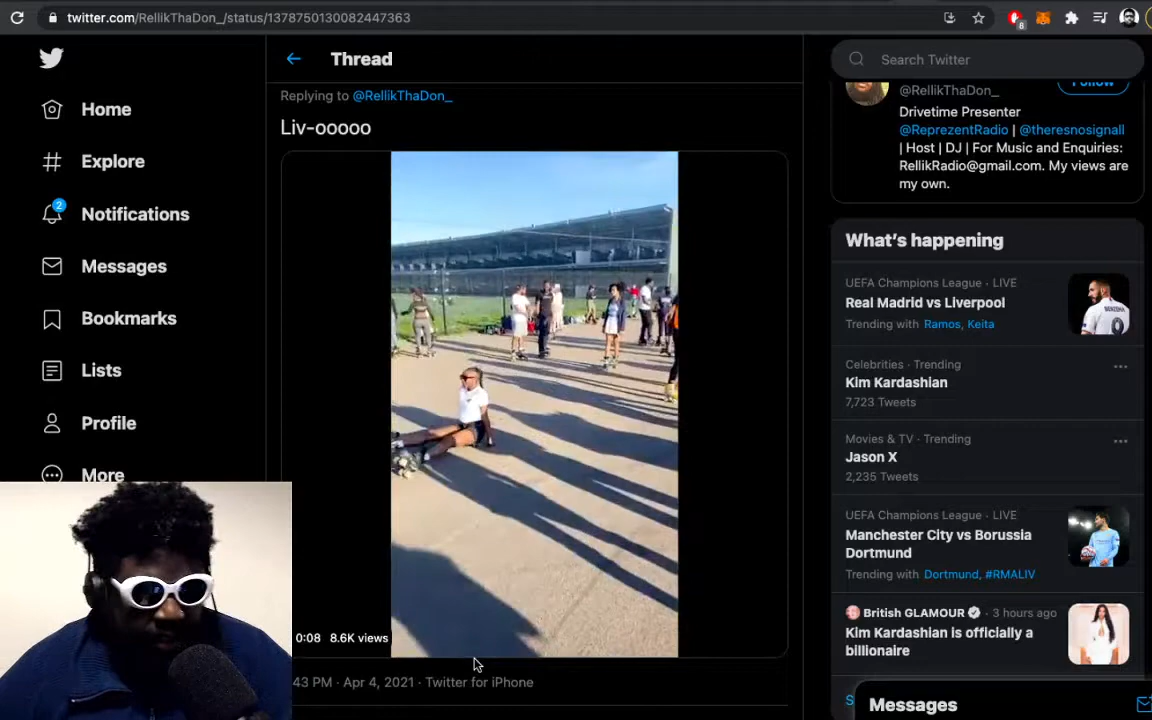 twitter.com/RellikThaDon_/status/1378750130082447363
8
Home
Explore
2
Notifications
Messages
Bookmarks
Lists
Profile
More
Thread
Replying to @RellikThaDon_
Liv-ooooo
0:08 8.6K views
43 PM · Apr 4, 2021 · Twitter for iPhone
Search Twitter
@RellikThaDon_
Follow
Drivetime Presenter
@ReprezentRadio | @theresnosignall
| Host | DJ | For Music and Enquiries:
RellikRadio@gmail.com. My views are
my own.
What's happening
UEFA Champions League · LIVE
Real Madrid vs Liverpool
Trending with Ramos, Keita
Celebrities · Trending
Kim Kardashian
7,723 Tweets
Movies & TV · Trending
Jason X
2,235 Tweets
UEFA Champions League · LIVE
Manchester City vs Borussia
Dortmund
Trending with Dortmund, #RMALIV
British GLAMOUR · 3 hours ago
Kim Kardashian is officially a
billionaire
Messages